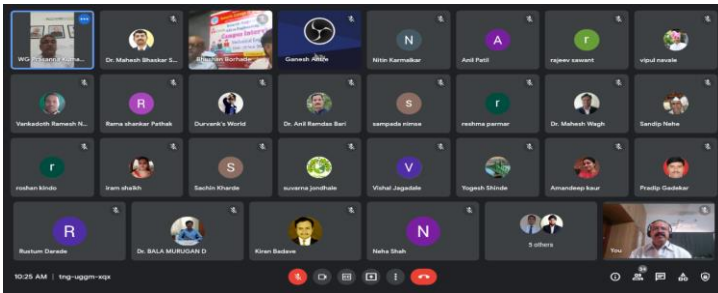 WG Prasanna Kuma...
Dr. Mahesh Bhaskar S...
Bhushan Borhade
Ganesh
N
Nitin Karmalkar
A
Anil Patil
r
rajeev sawant
vipul navale
Vankadoth Ramesh N...
R
Rama shankar Pathak
Durvank's World
Dr. Anil Ramdas Bari
s
sampada nimse
r
reshma parmar
Dr. Mahesh Wagh
Sandip Nehe
r
roshan kindo
iram shaikh
S
Sachin Kharde
suvarna jondhale
V
Vishal Jagadale
Yogesh Shinde
Amandeep kaur
Pradip Gadekar
R
Rustum Darade
Dr. BALA MURUGAN D
Kiran Badave
N
Neha Shah
5 others
You
10:25 AM | tng-uggm-xqx